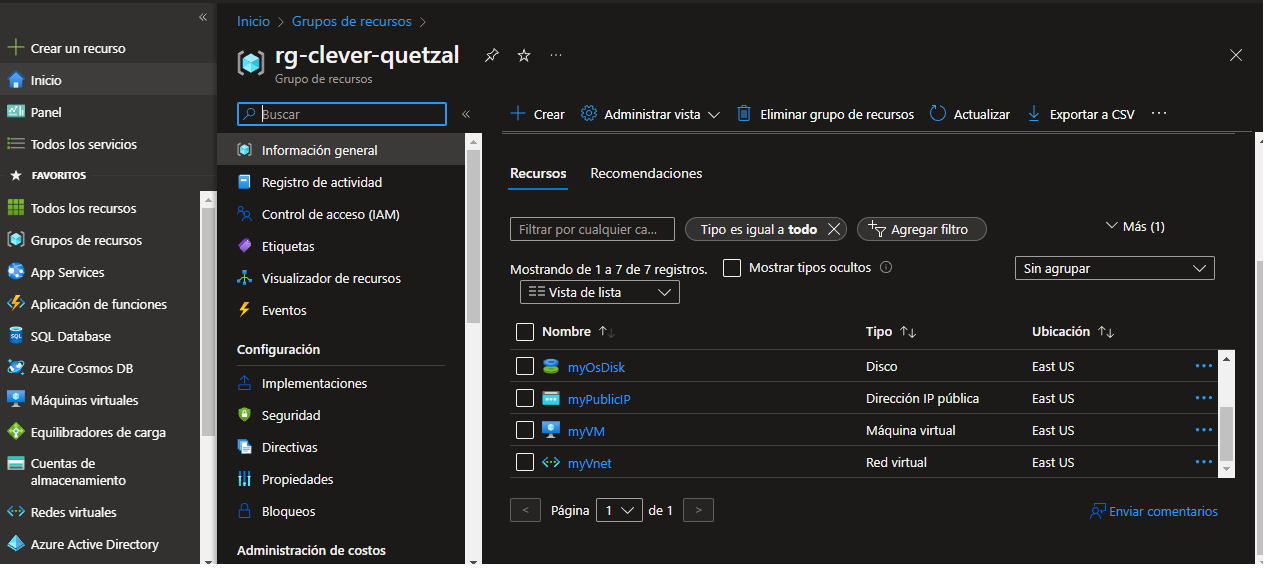 Inicio > Grupos de recursos >
rg-clever-quetzal
Grupo de recursos
Crear un recurso
Inicio
Panel
Todos los servicios
FAVORITOS
Todos los recursos
Grupos de recursos
App Services
Aplicación de funciones
SQL Database
Azure Cosmos DB
Máquinas virtuales
Equilibradores de carga
Cuentas de
almacenamiento
Redes virtuales
Azure Active Directory
Buscar
Información general
Registro de actividad
Control de acceso (IAM)
Etiquetas
Visualizador de recursos
Eventos
Configuración
Implementaciones
Seguridad
Directivas
Propiedades
Bloqueos
Administración de costos
Crear Administrar vista Eliminar grupo de recursos Actualizar Exportar a CSV ...
Recursos Recomendaciones
Filtrar por cualquier ca... Tipo es igual a todo Agregar filtro Más (1)
Mostrando de 1 a 7 de 7 registros. Mostrar tipos ocultos Sin agrupar
Vista de lista
Nombre Tipo Ubicación
myOsDisk Disco East US
myPublicIP Dirección IP pública East US
myVM Máquina virtual East US
myVnet Red virtual East US
< Página 1 de 1 > Enviar comentarios